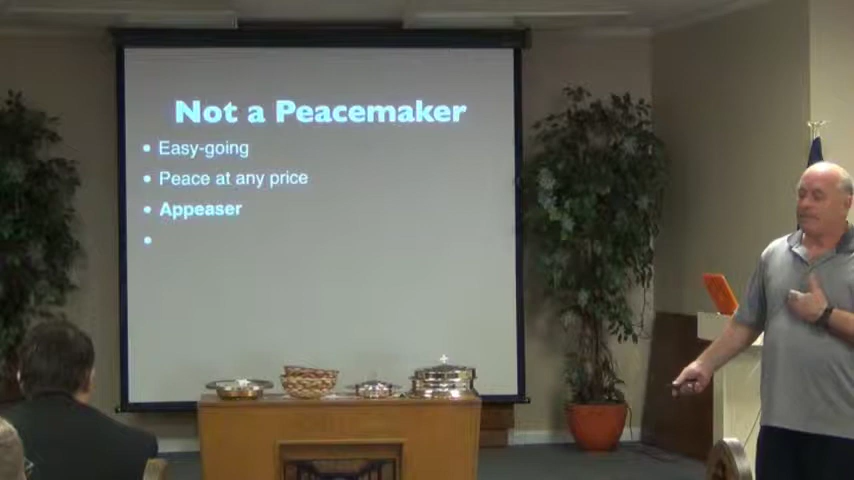 Not a Peacemaker
• Easy-going
• Peace at any price
• Appeaser
•